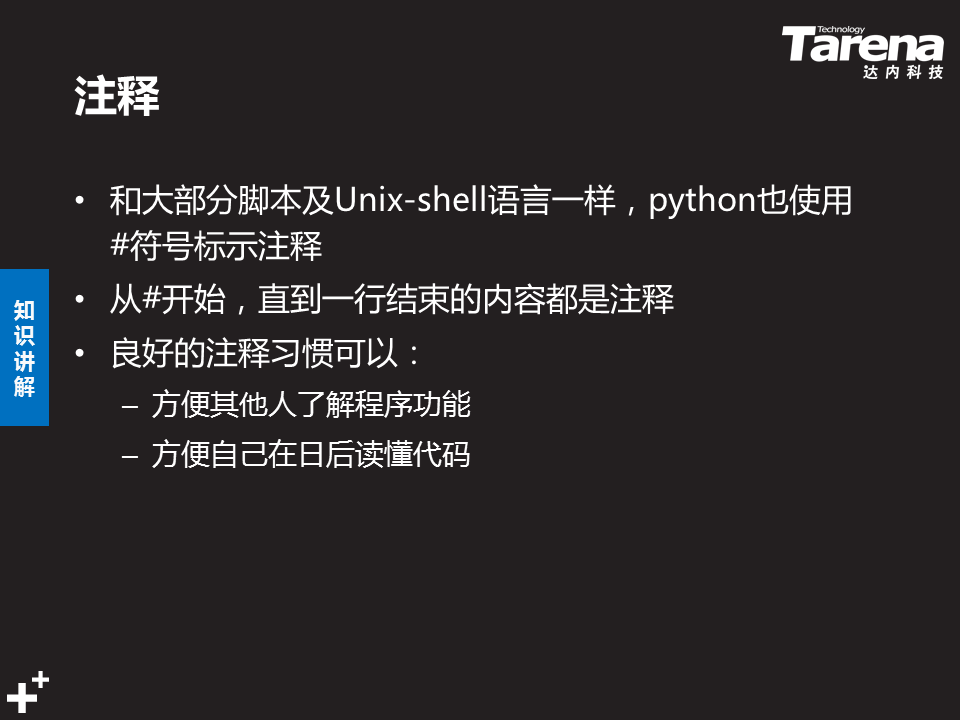 Technology
Tarena
达内科技
注释
• 和大部分脚本及Unix-shell语言一样，python也使用
#符号标示注释
• 从#开始，直到一行结束的内容都是注释
• 良好的注释习惯可以：
– 方便其他人了解程序功能
– 方便自己在日后读懂代码
知
识
讲
解